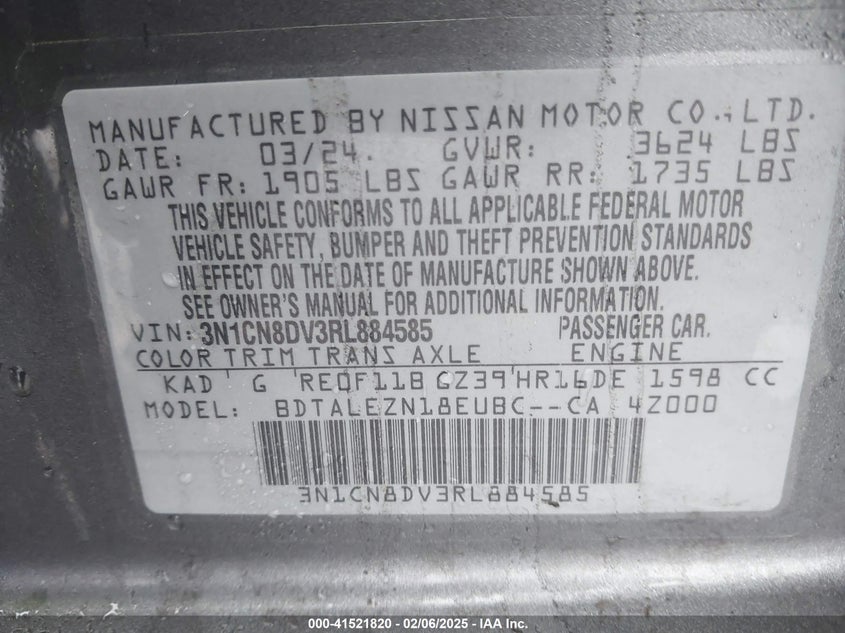 MANUFACTURED BY NISSAN MOTOR CO., LTD.
DATE: 03/24. GVWR: 3624 LBS
GAWR FR: 1905 LBS GAWR RR: 1735 LBS
THIS VEHICLE CONFORMS TO ALL APPLICABLE FEDERAL MOTOR
VEHICLE SAFETY, BUMPER AND THEFT PREVENTION STANDARDS
IN EFFECT ON THE DATE OF MANUFACTURE SHOWN ABOVE.
SEE OWNER'S MANUAL FOR ADDITIONAL INFORMATION.
VIN: 3N1CN8DV3RL884585 PASSENGER CAR.
COLOR TRIM TRANS AXLE ENGINE
KAD G RE0F11B CZ39 HR16DE 1598 CC
MODEL: BDTALEZN18EUBC--CA 4Z000
3N1CN8DV3RL884585
000-41521820 - 02/06/2025 - IAA Inc.